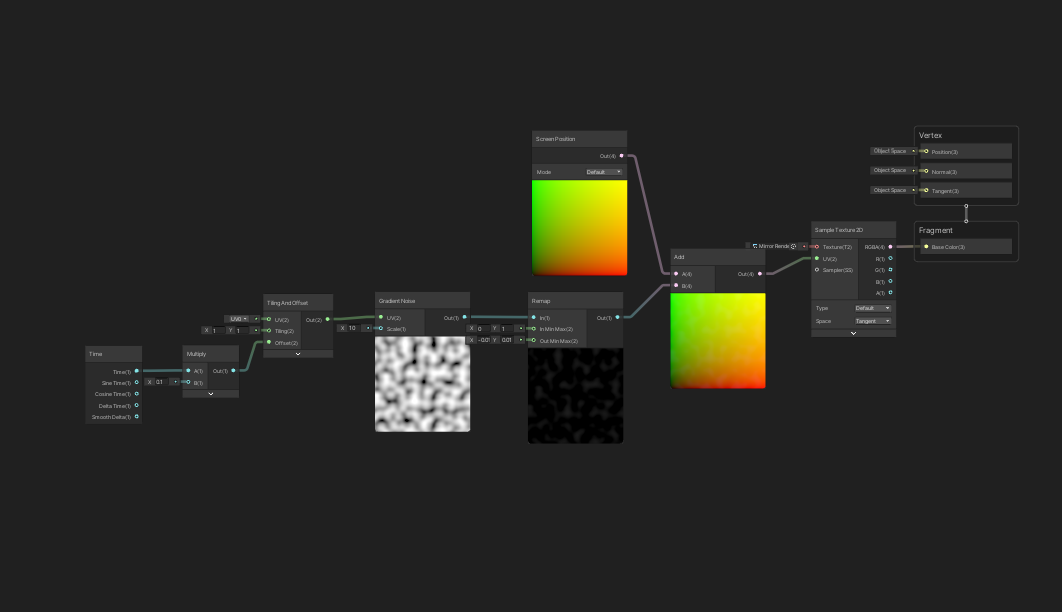 Time
Time(1)
Sine Time(1)
Cosine Time(1)
Delta Time(1)
Smooth Delta(1)
X 0.1
Multiply
A(1)
B(1)
Out(1)
UV0
X 1 Y 1
Tiling And Offset
UV(2)
Tiling(2)
Offset(2)
Out(2)
X 10
Gradient Noise
UV(2)
Scale(1)
Out(1)
X 0 Y 1
X -0.01 Y 0.01
Remap
In(1)
In Min Max(2)
Out Min Max(2)
Out(1)
Screen Position
Out(4)
Mode Default
Add
A(4)
B(4)
Out(4)
Mirror Rende
Sample Texture 2D
Texture(T2)
UV(2)
Sampler(SS)
RGBA(4)
R(1)
G(1)
B(1)
A(1)
Type Default
Space Tangent
Vertex
Object Space Position(3)
Object Space Normal(3)
Object Space Tangent(3)
Fragment
Base Color(3)